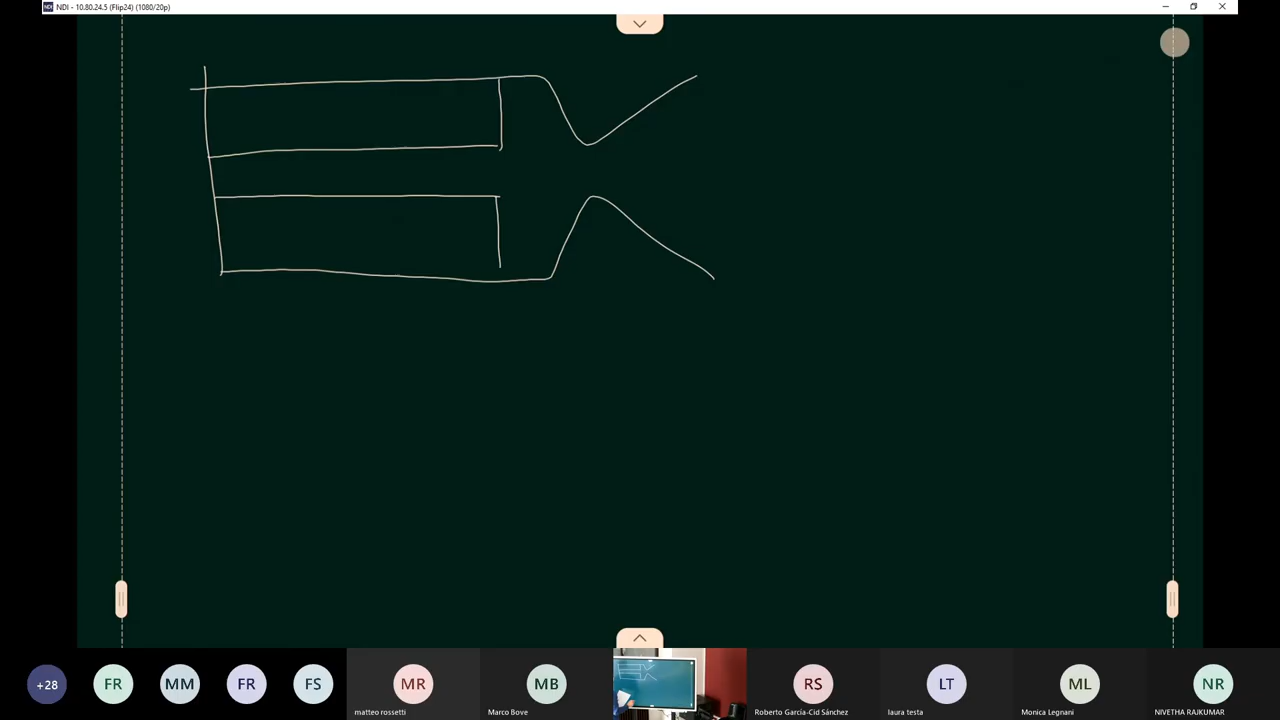 NDI - 10.80.24.5 (Flip24) (1080/20p)
+28
FR
MM
FR
FS
MR
MB
RS
LT
ML
NR
matteo rossetti
Marco Bove
Roberto García-Cid Sánchez
laura testa
Monica Legnani
NIVETHA RAJKUMAR